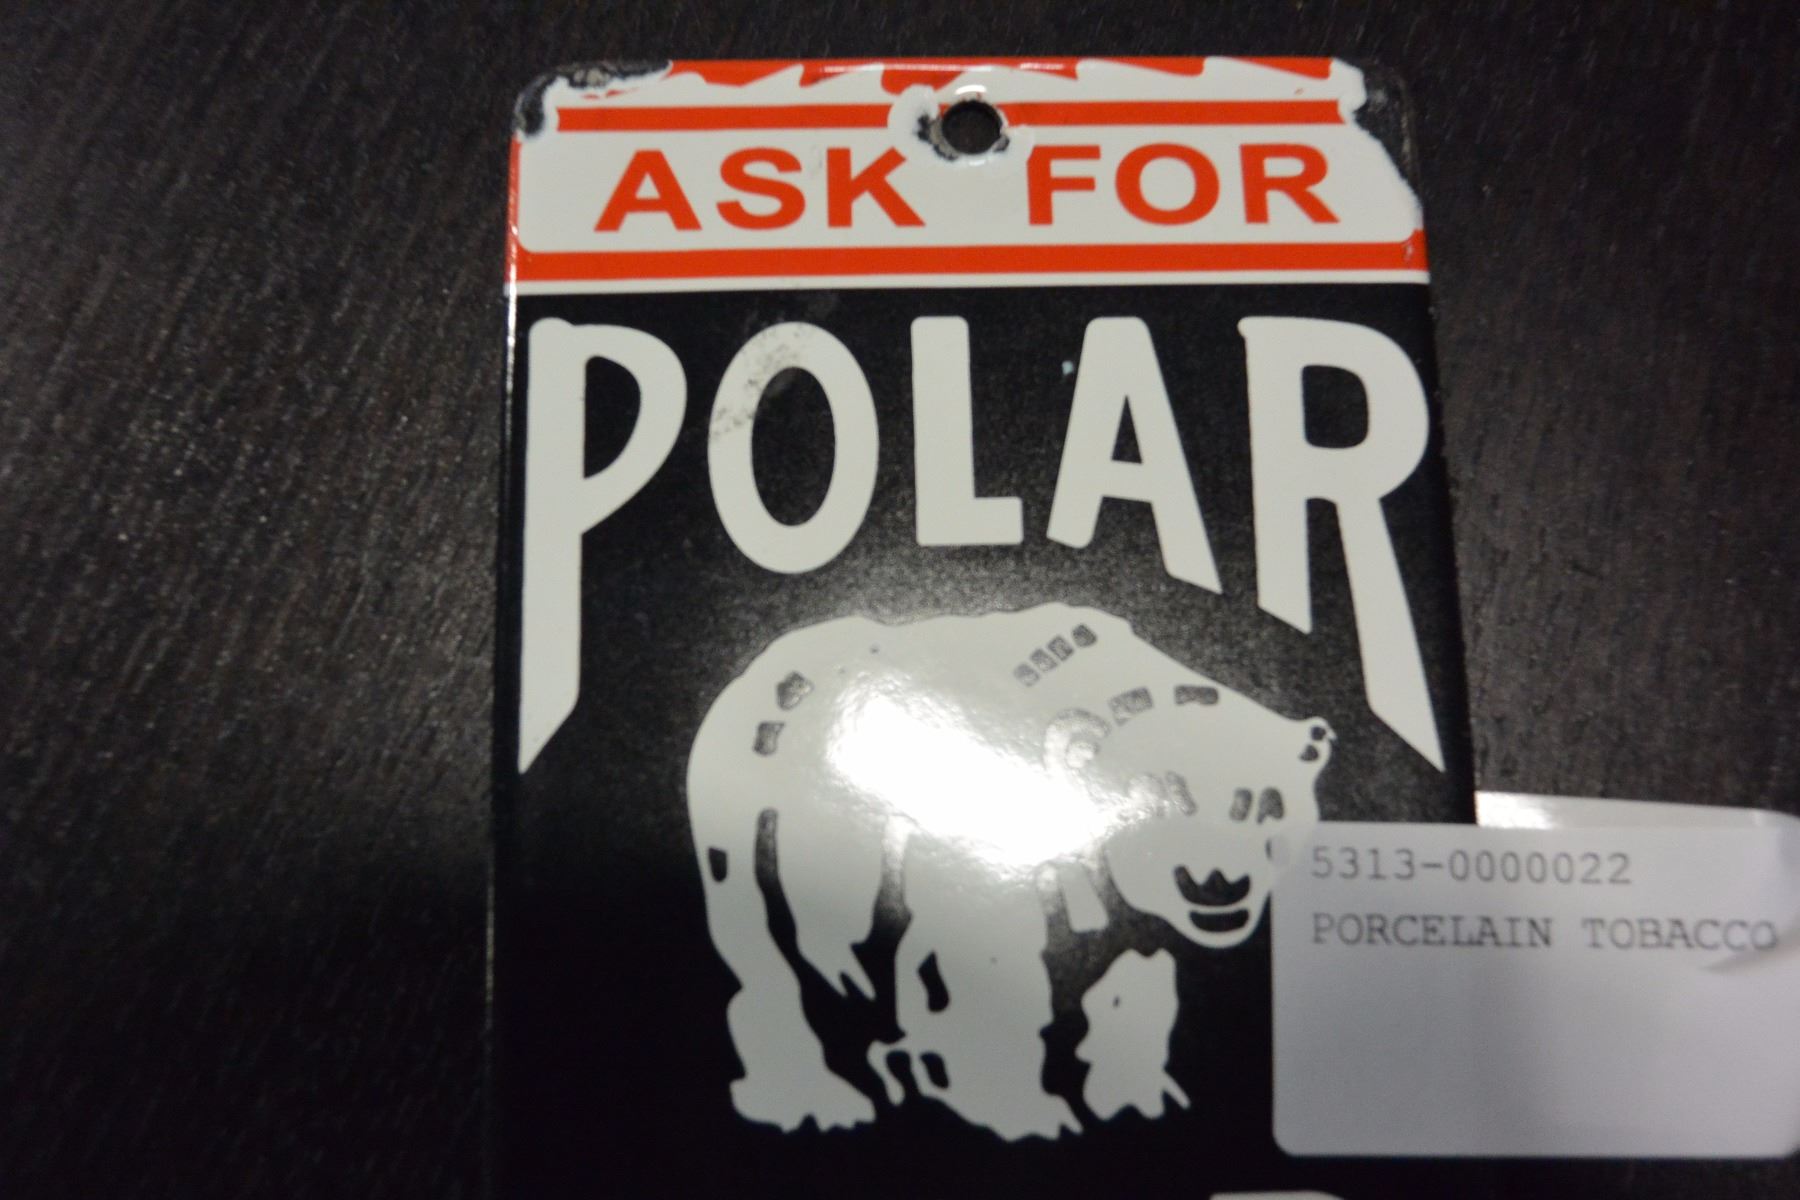 ASK FOR
POLAR
5313-0000022
PORCELAIN TOBACCO